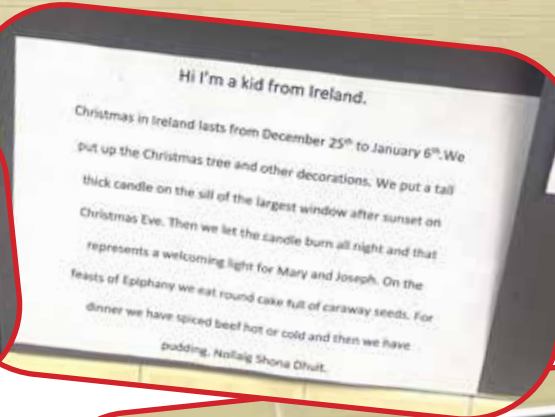 Hi I'm a kid from Ireland.
Christmas in Ireland lasts from December 25th to January 6th.We
put up the Christmas tree and other decorations. We put a tall
thick candle on the sill of the largest window after sunset on
Christmas Eve. Then we let the candle burn all night and that
represents a welcoming light for Mary and Joseph. On the
feasts of Epiphany we eat round cake full of caraway seeds. For
dinner we have spiced beef hot or cold and then we have
pudding. Nollaig Shona Dhuit.